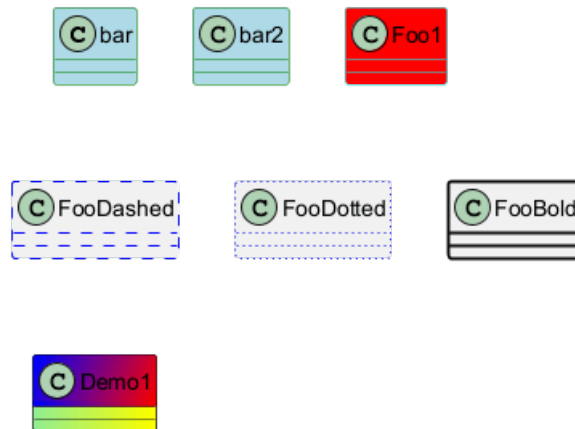 C bar
C bar2
C Foo1
C FooDashed
C FooDotted
C FooBold
C Demo1